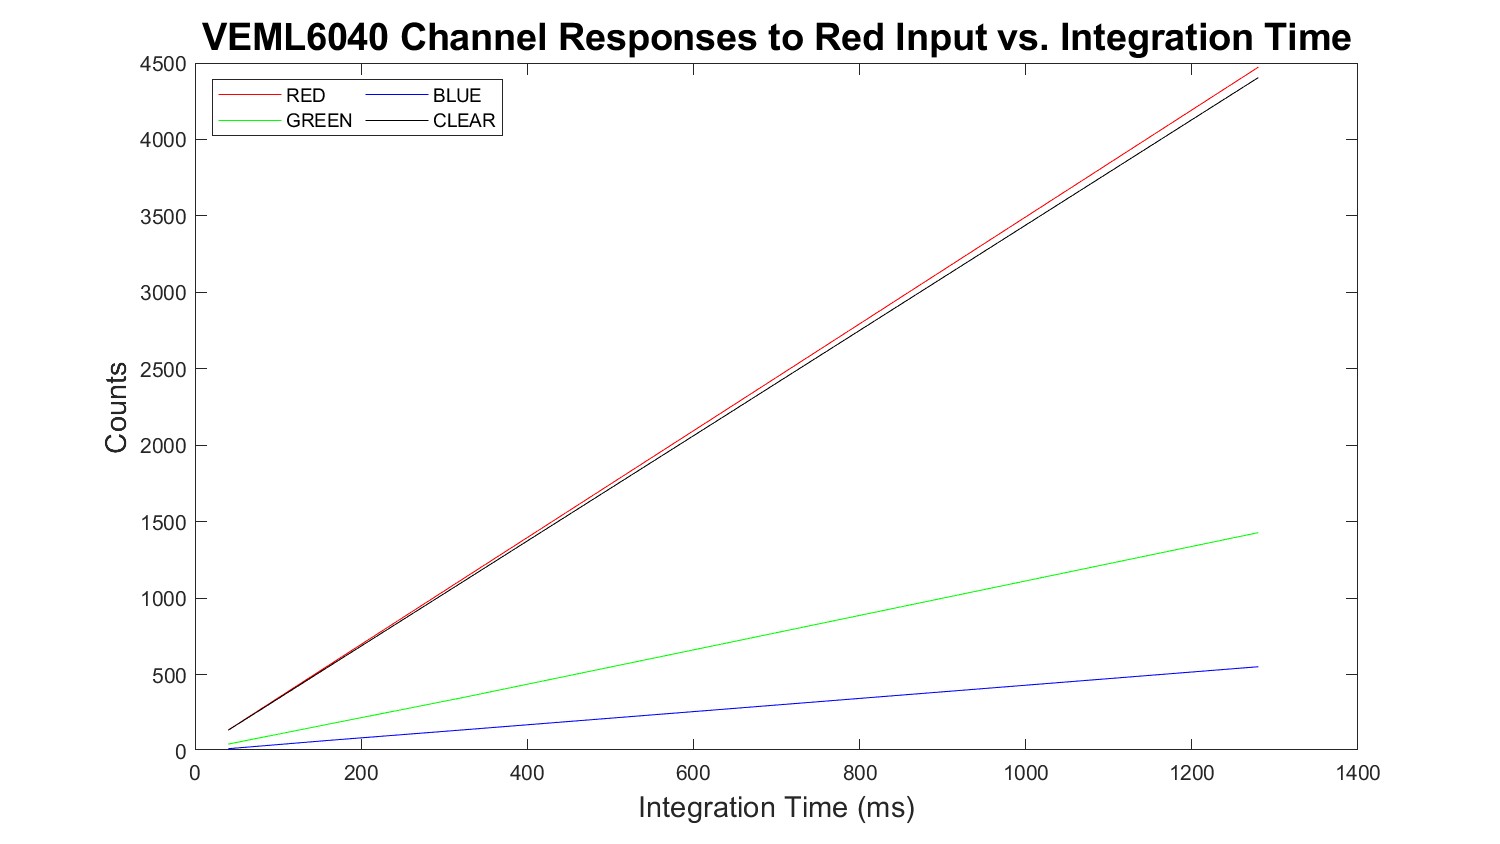 VEML6040 Channel Responses to Red Input vs. Integration Time
4500
4000
3500
3000
2500
2000
1500
1000
500
0
RED BLUE
GREEN CLEAR
Counts
0 200 400 600 800 1000 1200 1400
Integration Time (ms)